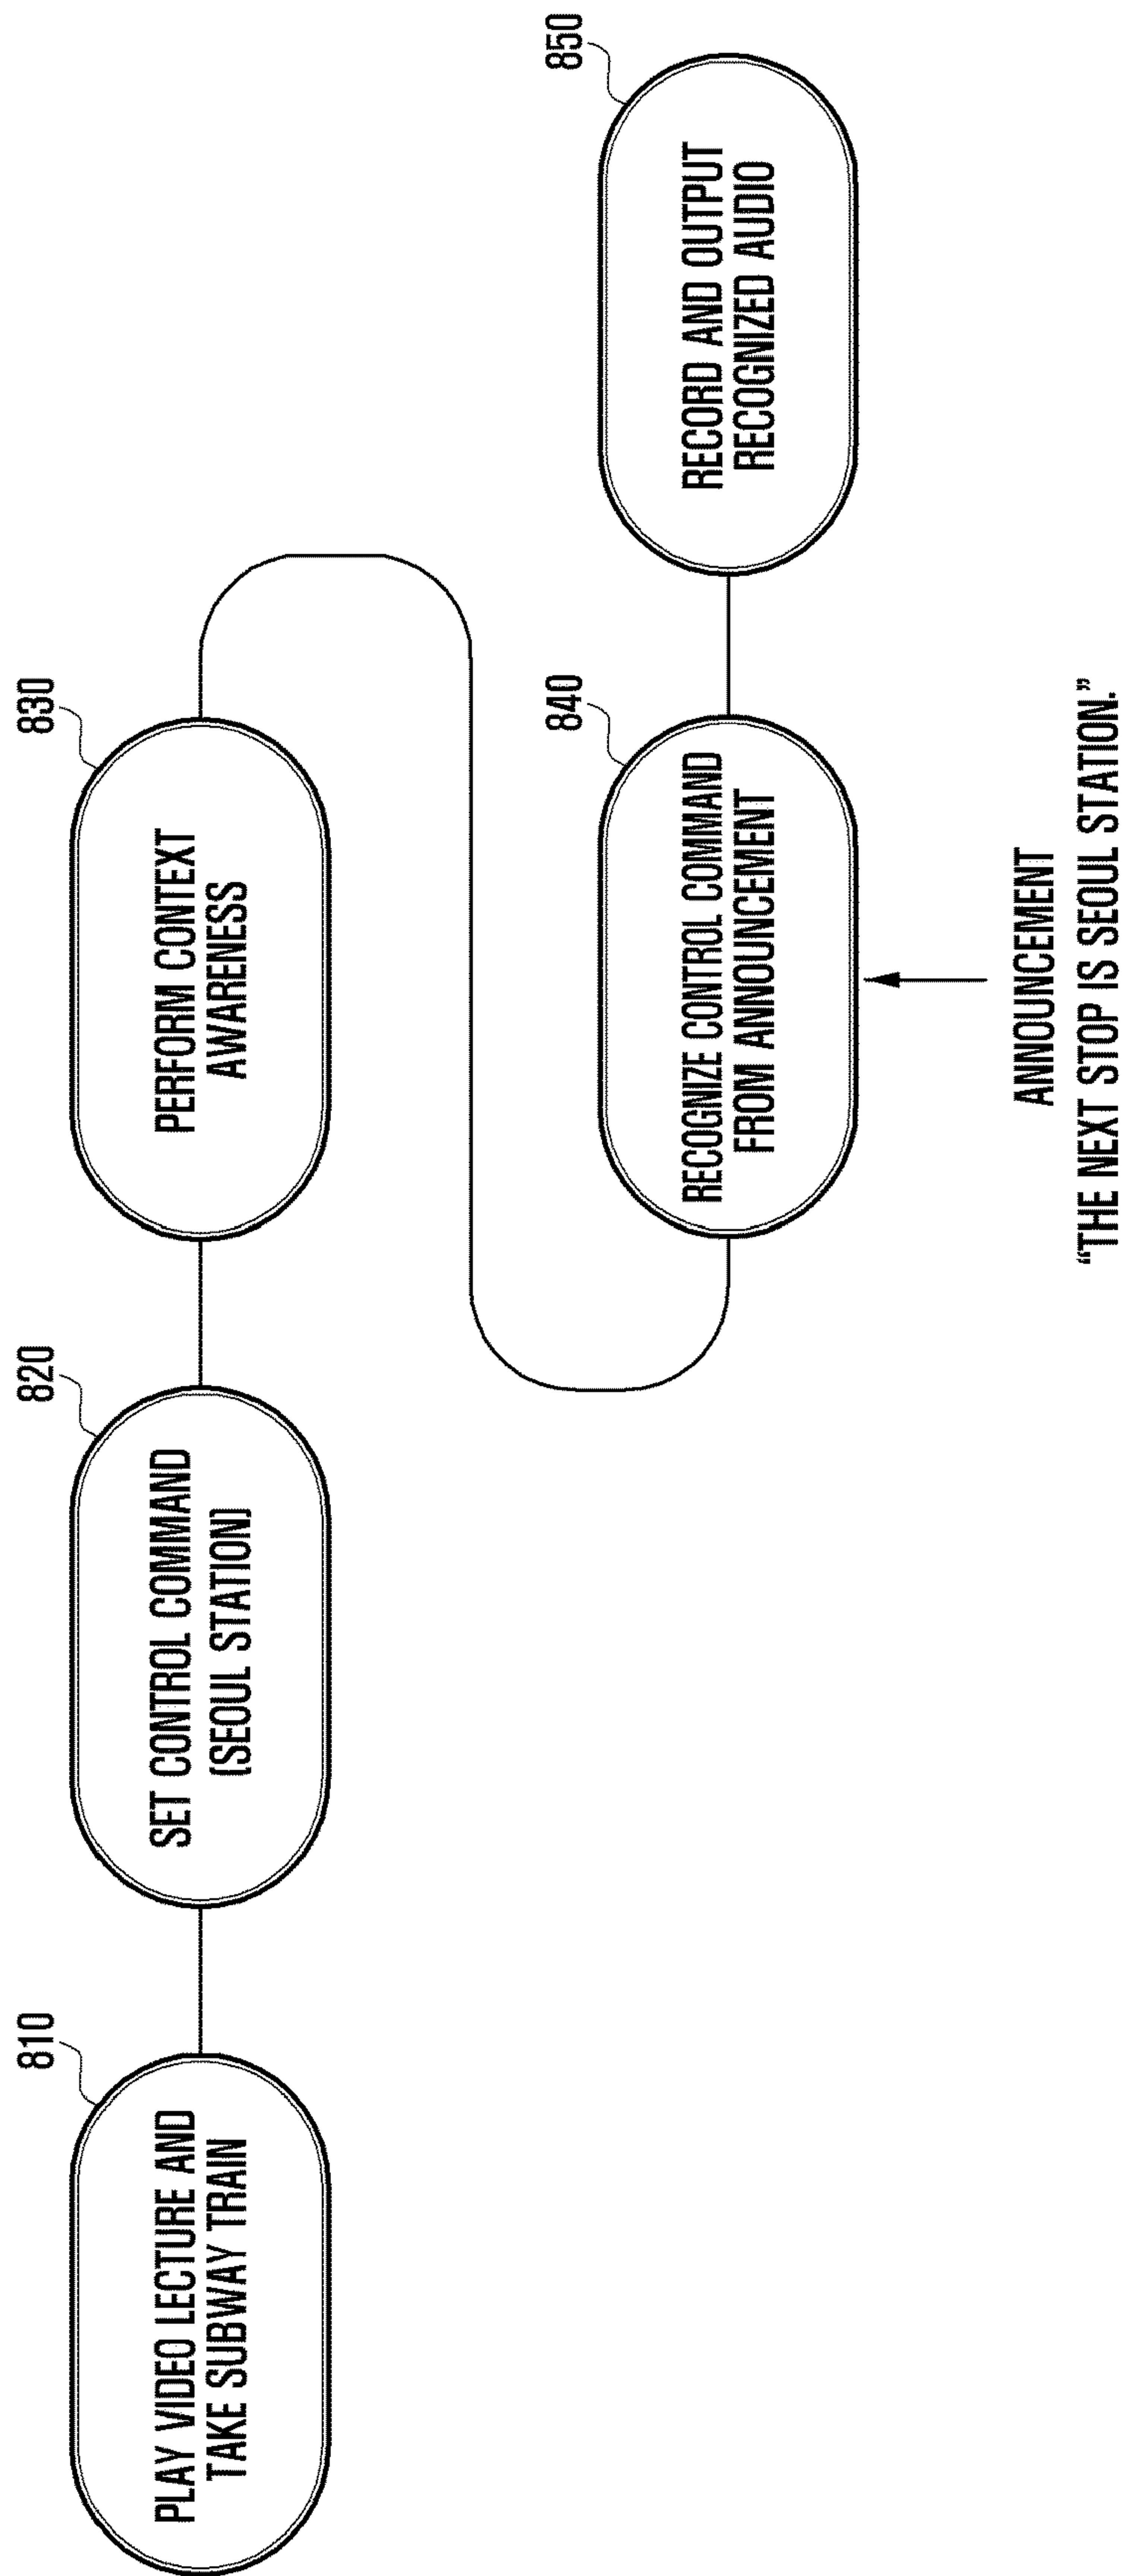 810
PLAY VIDEO LECTURE AND
TAKE SUBWAY TRAIN
820
SET CONTROL COMMAND
(SEOUL STATION)
830
PERFORM CONTEXT
AWARENESS
840
RECOGNIZE CONTROL COMMAND
FROM ANNOUNCEMENT
850
RECORD AND OUTPUT
RECOGNIZED AUDIO
ANNOUNCEMENT
“THE NEXT STOP IS SEOUL STATION.”